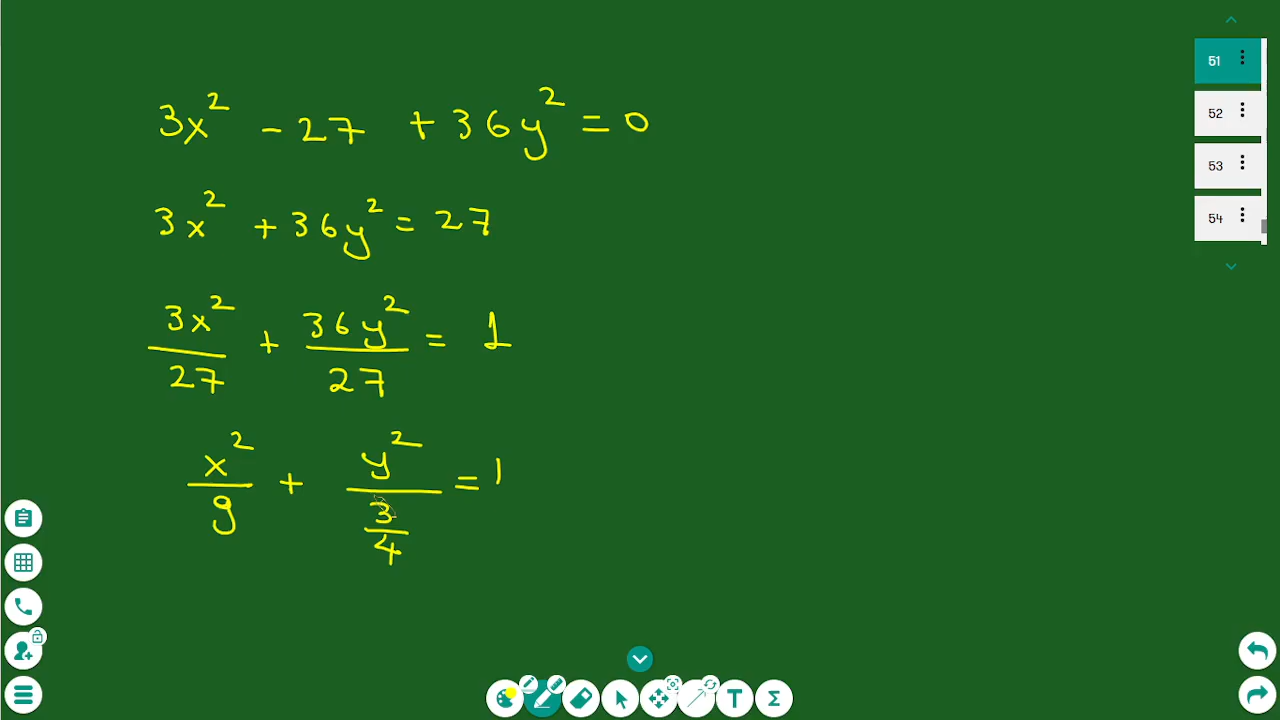 3x² - 27 + 36y² = 0
3x² + 36y² = 27
3x²/27 + 36y²/27 = 1
x²/9 + y²/(3/4) = 1
51
52
53
54
T
Σ